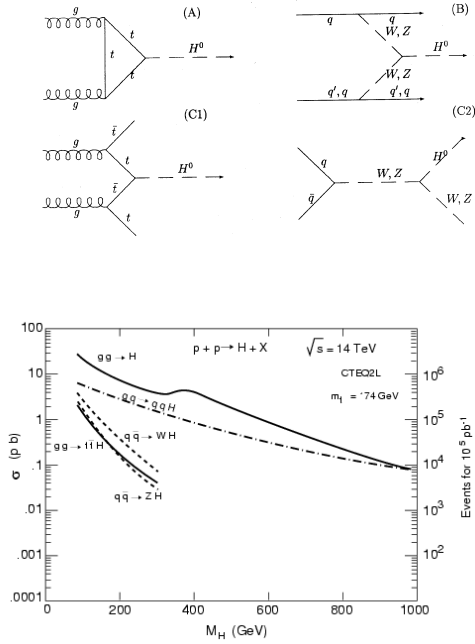 (A)
g
t
t
t
H⁰
g
(B)
q
q
W, Z
H⁰
W, Z
q', q
q', q
(C1)
t̄
g
t
H⁰
t̄
g
t
(C2)
q
H⁰
W, Z
q̄
W, Z
100
10
1
.1
.01
.001
.0001
σ (pb)
gg→H
p + p → H + X
√s = 14 TeV
CTEQ2L
mt = 174 GeV
qq→qqH
qq̄→WH
gg→tt̄H
qq̄→ZH
10⁶
10⁵
10⁴
10³
10²
Events for 10⁵ pb⁻¹
0
200
400
600
800
1000
M_H (GeV)